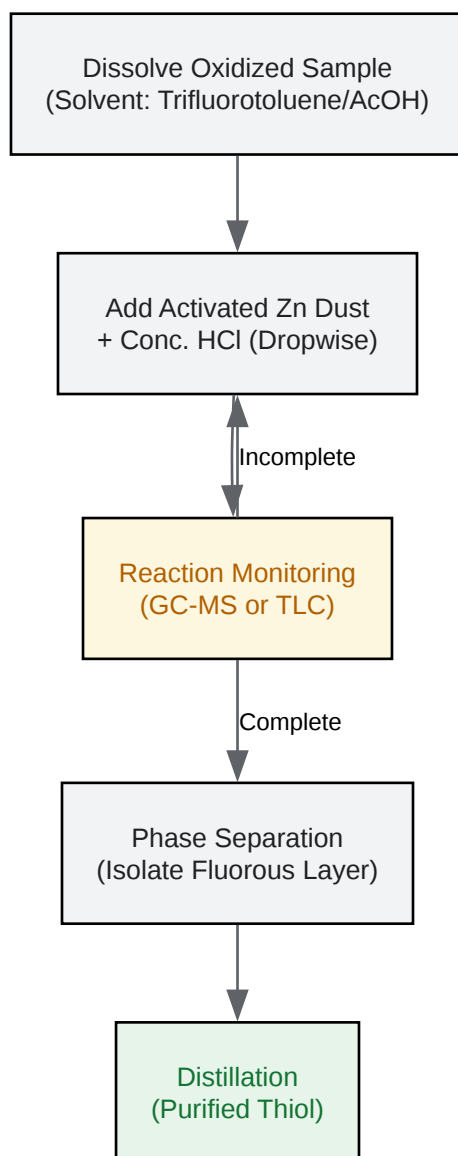 Dissolve Oxidized Sample
(Solvent: Trifluorotoluene/AcOH)
Add Activated Zn Dust
+ Conc. HCl (Dropwise)
Incomplete
Reaction Monitoring
(GC-MS or TLC)
Complete
Phase Separation
(Isolate Fluorous Layer)
Distillation
(Purified Thiol)